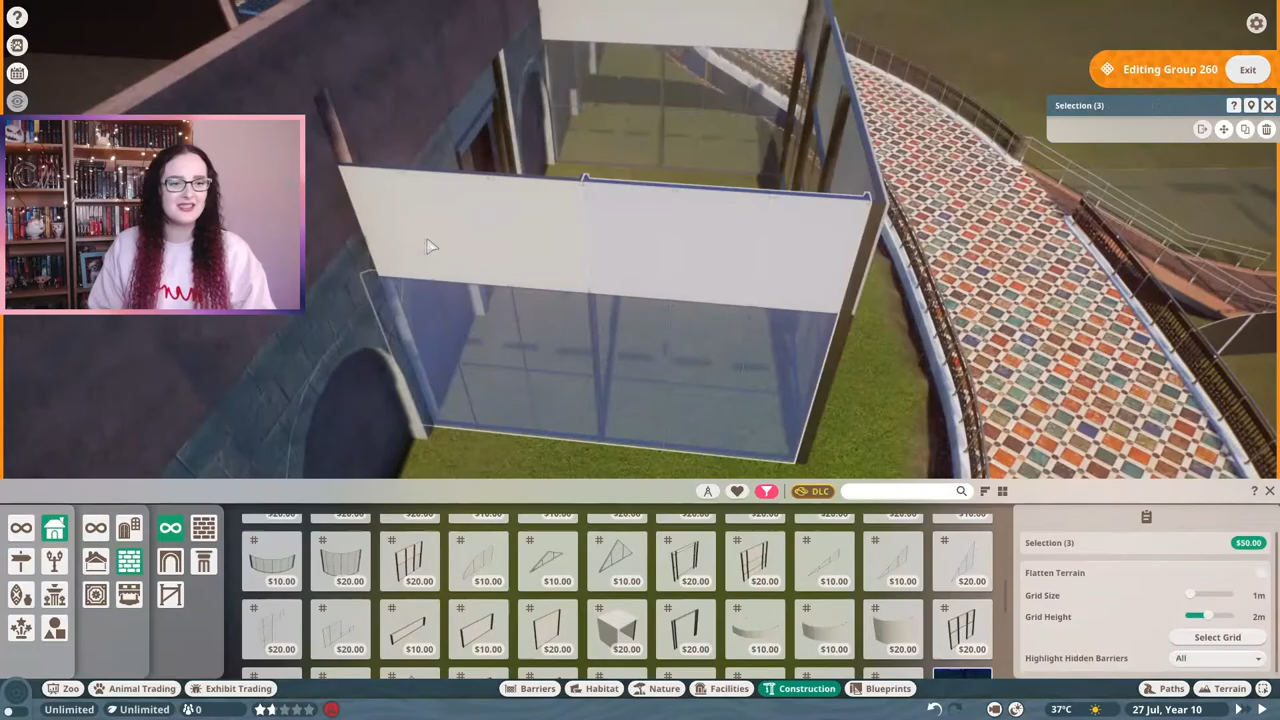 Editing Group 260
Exit
Selection (3)
DLC
$10.00 $20.00 $20.00 $10.00 $10.00 $10.00 $20.00 $20.00 $10.00 $10.00 $20.00
$20.00 $20.00 $10.00 $10.00 $20.00 $20.00 $20.00 $10.00 $10.00 $20.00 $20.00
Selection (3)
$50.00
Flatten Terrain
Grid Size
1m
Grid Height
2m
Select Grid
Highlight Hidden Barriers
All
Zoo
Animal Trading
Exhibit Trading
Barriers
Habitat
Nature
Facilities
Construction
Blueprints
Paths
Terrain
Unlimited
Unlimited
0
37°C
27 Jul, Year 10